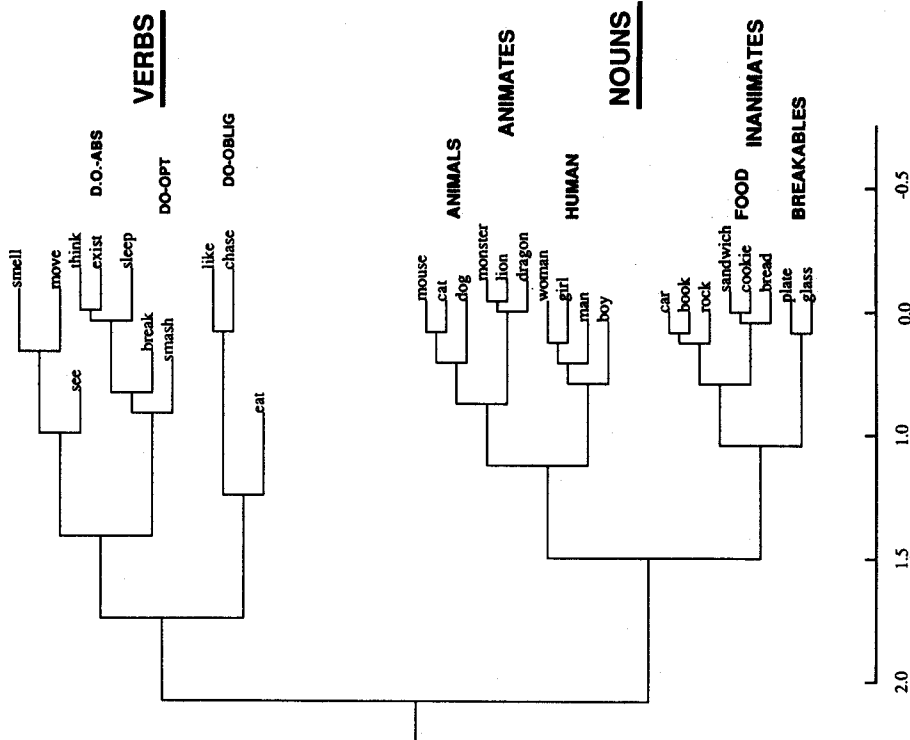 smell
move
see
think
exist
sleep
break
smash
like
chase
eat
D.O.-ABS
DO-OPT
DO-OBLIG
VERBS
mouse
cat
dog
monster
lion
dragon
woman
girl
man
boy
ANIMALS
HUMAN
ANIMATES
NOUNS
car
book
rock
sandwich
cookie
bread
plate
glass
FOOD
BREAKABLES
INANIMATES
2.0
1.5
1.0
0.0
-0.5